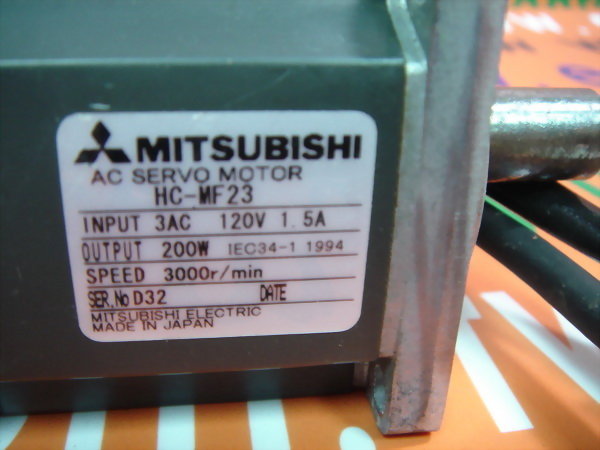 MITSUBISHI
AC SERVO MOTOR
HC-MF23
INPUT 3AC 120V 1.5A
OUTPUT 200W IEC34-1 1994
SPEED 3000r/min
SER.No D32 DATE
MITSUBISHI ELECTRIC
MADE IN JAPAN